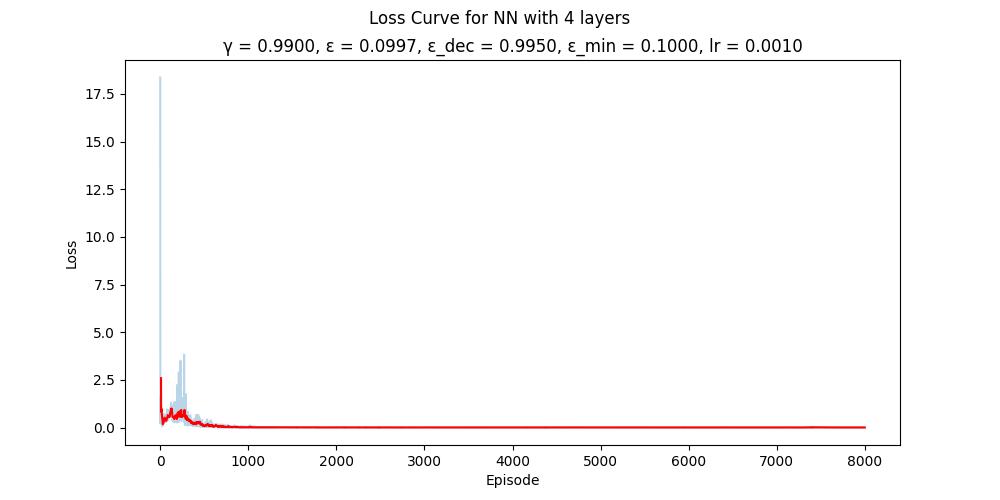 Loss Curve for NN with 4 layers
γ = 0.9900, ε = 0.0997, ε_dec = 0.9950, ε_min = 0.1000, lr = 0.0010
17.5
15.0
12.5
10.0
7.5
5.0
2.5
0.0
Loss
0 1000 2000 3000 4000 5000 6000 7000 8000
Episode